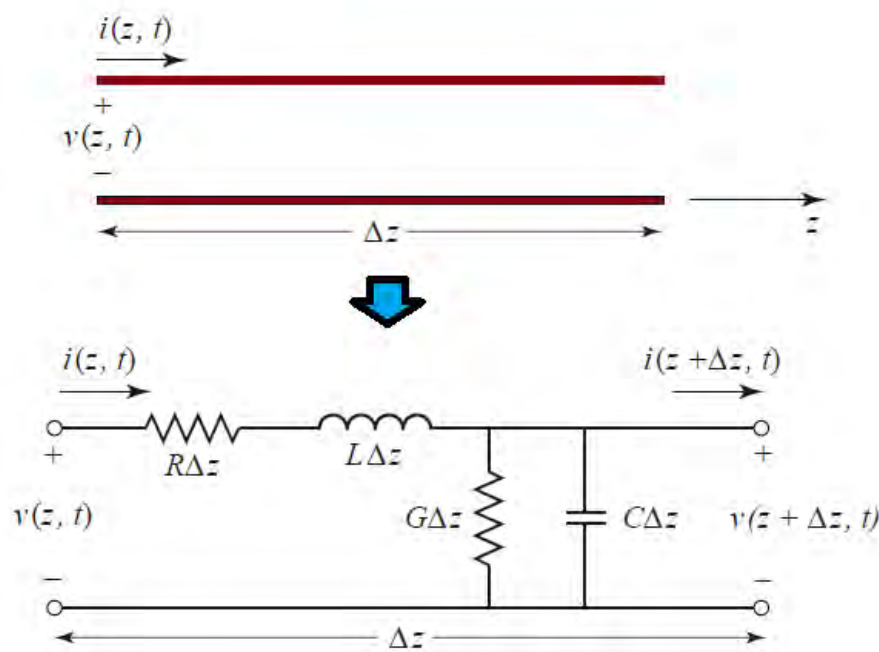 i(z, t)
+
v(z, t)
−
z
Δz
i(z, t)
i(z +Δz, t)
+
RΔz
LΔz
+
v(z, t)
GΔz
CΔz
v(z + Δz, t)
−
−
Δz